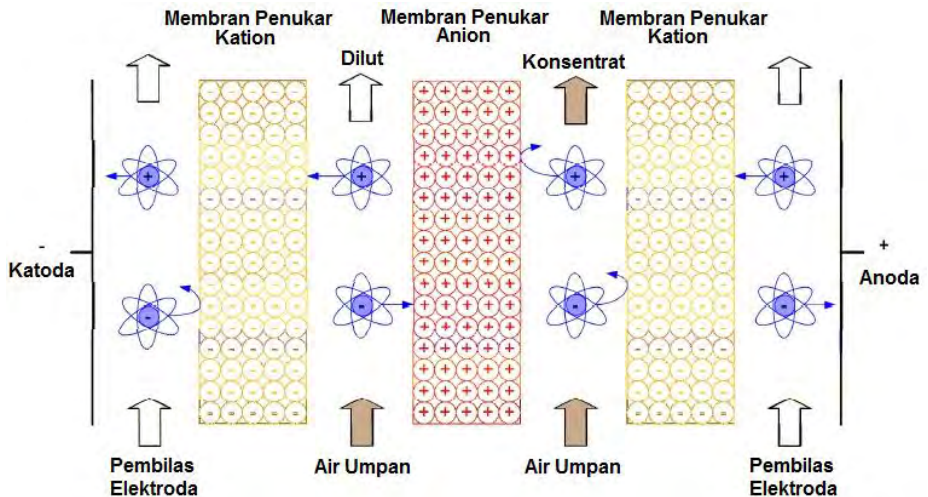 Membran Penukar
Kation
Membran Penukar
Anion
Membran Penukar
Kation
Dilut
Konsentrat
-
Katoda
+
Anoda
Pembilas
Elektroda
Air Umpan
Air Umpan
Pembilas
Elektroda